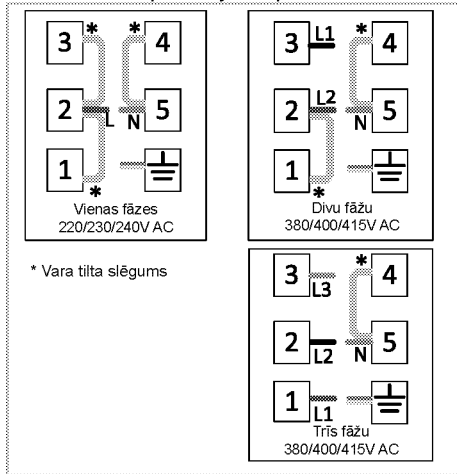 3 * * 4
2 L N 5
1 *
Vienas fāzes
220/230/240V AC
3 L1 * 4
2 L2 N 5
1 *
Divu fāžu
380/400/415V AC
* Vara tilta slēgums
3 L3 * 4
2 L2 N 5
1 L1
Trīs fāžu
380/400/415V AC